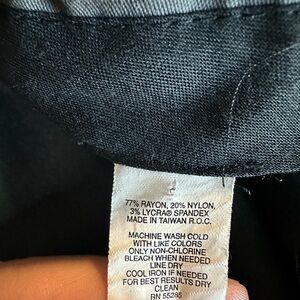 77% RAYON, 20% NYLON,
3% LYCRA® SPANDEX
MADE IN TAIWAN R.O.C.
MACHINE WASH COLD
WITH LIKE COLORS
ONLY NON-CHLORINE
BLEACH WHEN NEEDED
LINE DRY
COOL IRON IF NEEDED
FOR BEST RESULTS DRY
CLEAN
RN 55285